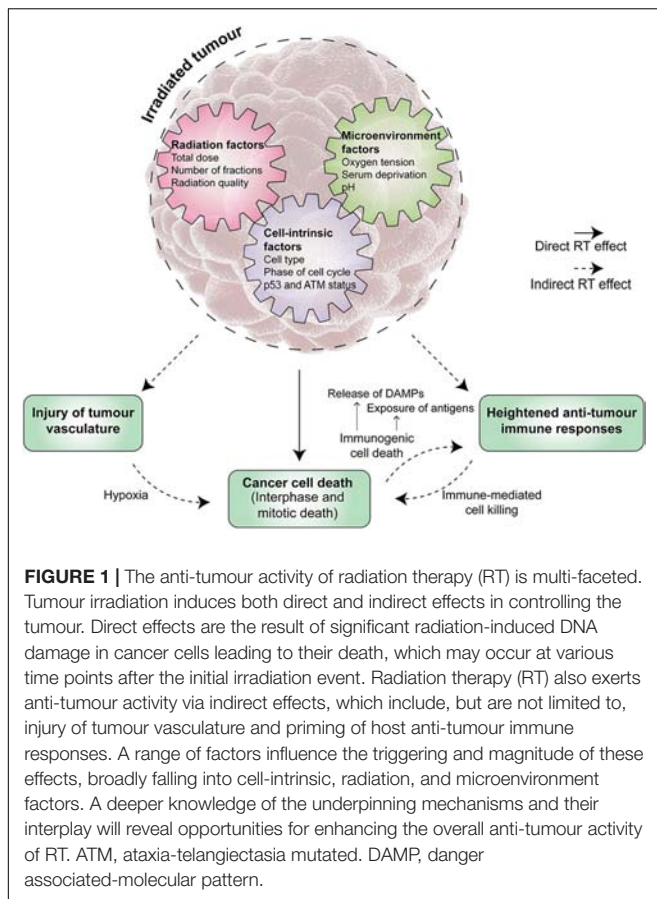 Irradiated tumour
Radiation factors
Total dose
Number of fractions
Radiation quality
Microenvironment
factors
Oxygen tension
Serum deprivation
pH
Cell-intrinsic
factors
Cell type
Phase of cell cycle
p53 and ATM status
Direct RT effect
Indirect RT effect
Injury of tumour
vasculature
Release of DAMPs
Exposure of antigens
Immunogenic
cell death
Heightened anti-tumour
immune responses
Hypoxia
Cancer cell death
(Interphase and
mitotic death)
Immune-mediated
cell killing
FIGURE 1 | The anti-tumour activity of radiation therapy (RT) is multi-faceted.
Tumour irradiation induces both direct and indirect effects in controlling the
tumour. Direct effects are the result of significant radiation-induced DNA
damage in cancer cells leading to their death, which may occur at various
time points after the initial irradiation event. Radiation therapy (RT) also exerts
anti-tumour activity via indirect effects, which include, but are not limited to,
injury of tumour vasculature and priming of host anti-tumour immune
responses. A range of factors influence the triggering and magnitude of these
effects, broadly falling into cell-intrinsic, radiation, and microenvironment
factors. A deeper knowledge of the underpinning mechanisms and their
interplay will reveal opportunities for enhancing the overall anti-tumour activity
of RT. ATM, ataxia-telangiectasia mutated. DAMP, danger
associated-molecular pattern.